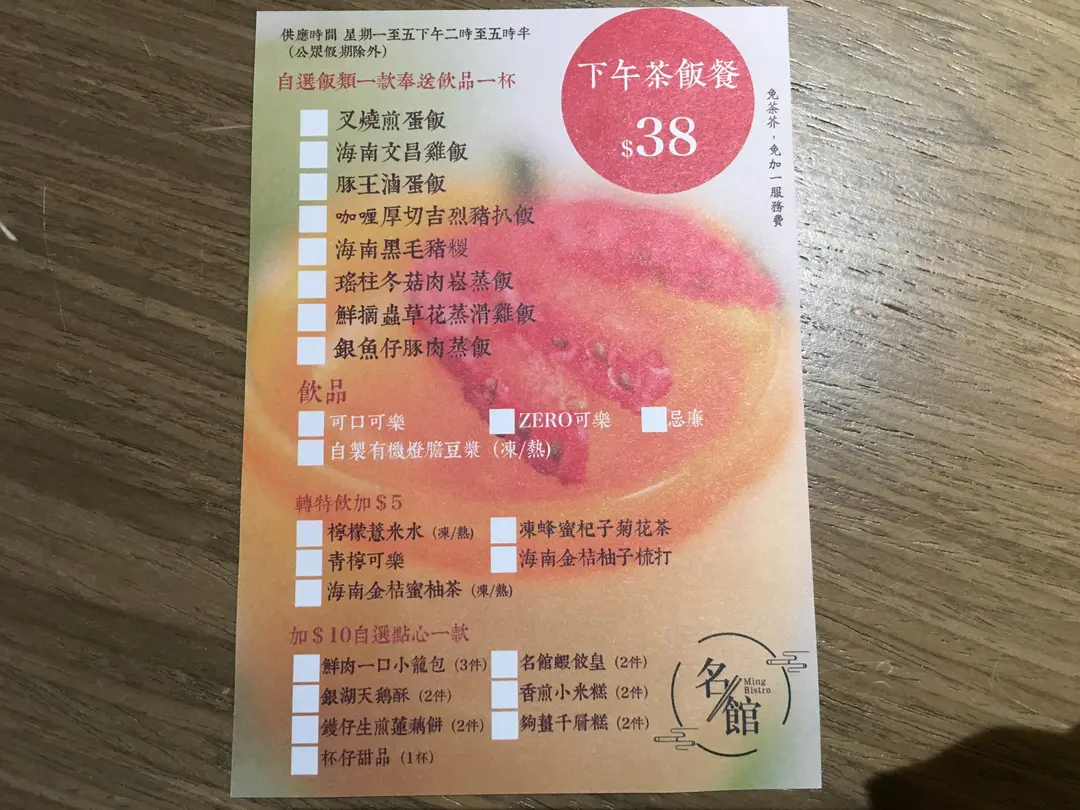 供應時間 星期一至五下午二時至五時半
（公眾假期除外）
自選飯類一款奉送飲品一杯
下午茶飯餐
$38
免茶芥，免加一服務費
叉燒煎蛋飯
海南文昌雞飯
豚王滷蛋飯
咖喱厚切吉烈豬扒飯
海南黑毛豬糭
瑤柱冬菇肉崧蒸飯
鮮摘蟲草花蒸滑雞飯
銀魚仔豚肉蒸飯
飲品
可口可樂 ZERO可樂 忌廉
自製有機燈膽豆漿（凍/熱）
轉特飲加＄5
檸檬薏米水（凍/熱） 凍蜂蜜杞子菊花茶
青檸可樂 海南金桔柚子梳打
海南金桔蜜柚茶（凍/熱）
加＄10自選點心一款
鮮肉一口小籠包（3件） 名館蝦餃皇（2件）
銀湖天鵝酥（2件） 香煎小米糕（2件）
鑊仔生煎蓮藕餅（2件） 夠薑千層糕（2件）
杯仔甜品（1杯）
名館
Ming
Bistro